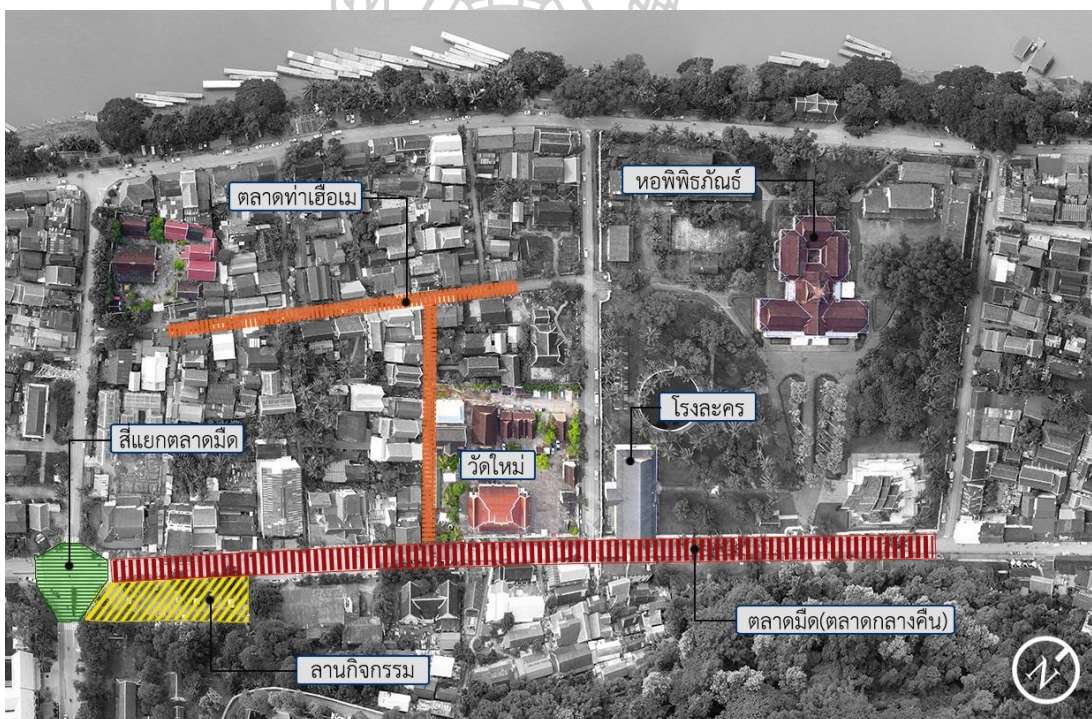 ตลาดท่าเฮือเม
หอพิพิธภัณธ์
โรงละคร
สี่แยกตลาดมืด
วัดใหม่
ตลาดมืด(ตลาดกลางคืน)
ลานกิจกรรม
N